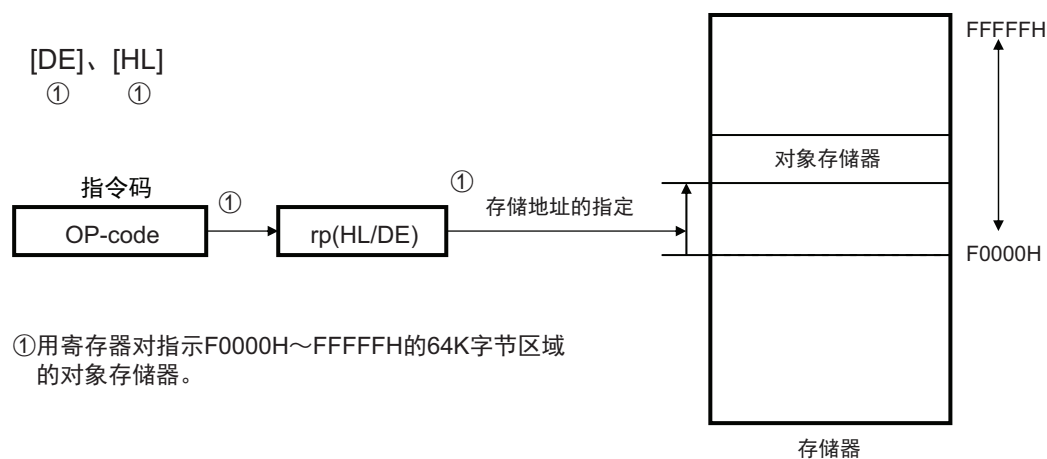 FFFFFH
[DE]、[HL]
① ①
对象存储器
指令码
①
①
存储地址的指定
OP-code
rp(HL/DE)
F0000H
①用寄存器对指示F0000H～FFFFFH的64K字节区域
的对象存储器。
存储器